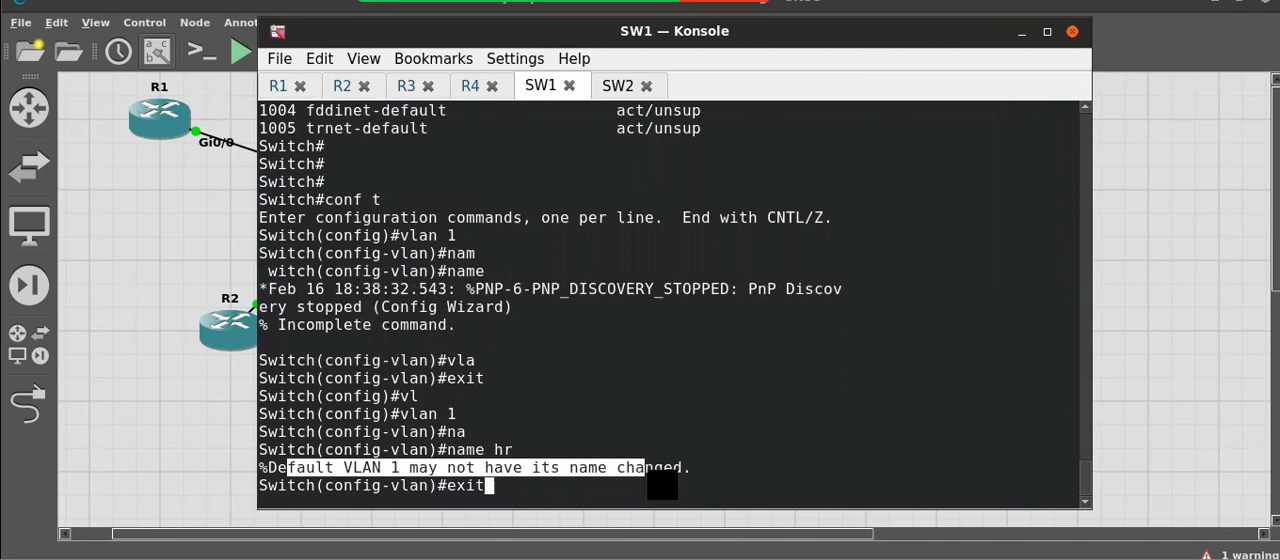 SW1 — Konsole
File Edit View Control Node Annot
File Edit View Bookmarks Settings Help
R1 R2 R3 R4 SW1 SW2
R1
Gi0/0
R2
1004 fddinet-default act/unsup
1005 trnet-default act/unsup
Switch#
Switch#
Switch#
Switch#conf t
Enter configuration commands, one per line. End with CNTL/Z.
Switch(config)#vlan 1
Switch(config-vlan)#nam
witch(config-vlan)#name
*Feb 16 18:38:32.543: %PNP-6-PNP_DISCOVERY_STOPPED: PnP Discov
ery stopped (Config Wizard)
% Incomplete command.
Switch(config-vlan)#vla
Switch(config-vlan)#exit
Switch(config)#vl
Switch(config)#vlan 1
Switch(config-vlan)#na
Switch(config-vlan)#name hr
%Default VLAN 1 may not have its name changed.
Switch(config-vlan)#exit
1 warning